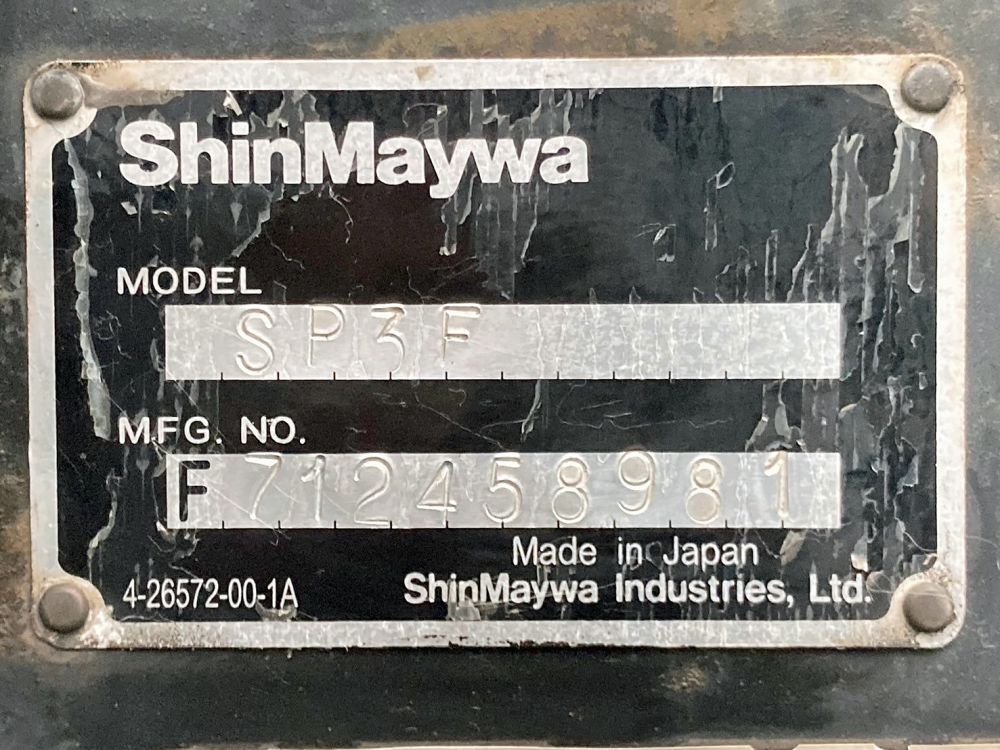 ShinMaywa
MODEL
SP3F
MFG. NO.
F712458981
Made in Japan
4-26572-00-1A
ShinMaywa Industries, Ltd.